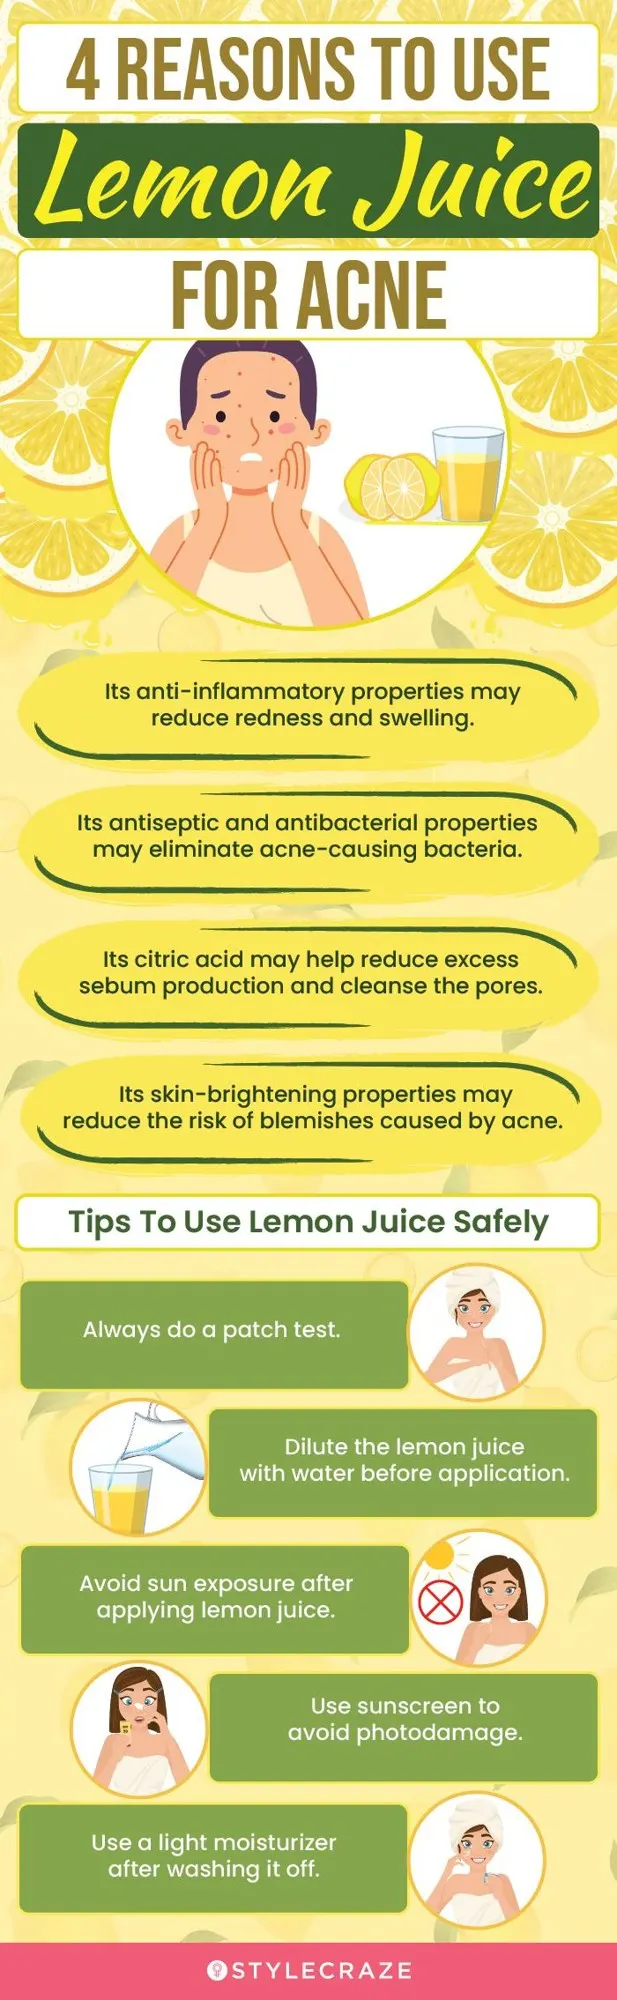 4 REASONS TO USE
Lemon Juice
FOR ACNE
Its anti-inflammatory properties may
reduce redness and swelling.
Its antiseptic and antibacterial properties
may eliminate acne-causing bacteria.
Its citric acid may help reduce excess
sebum production and cleanse the pores.
Its skin-brightening properties may
reduce the risk of blemishes caused by acne.
Tips To Use Lemon Juice Safely
Always do a patch test.
Dilute the lemon juice
with water before application.
Avoid sun exposure after
applying lemon juice.
Use sunscreen to
avoid photodamage.
Use a light moisturizer
after washing it off.
STYLECRAZE